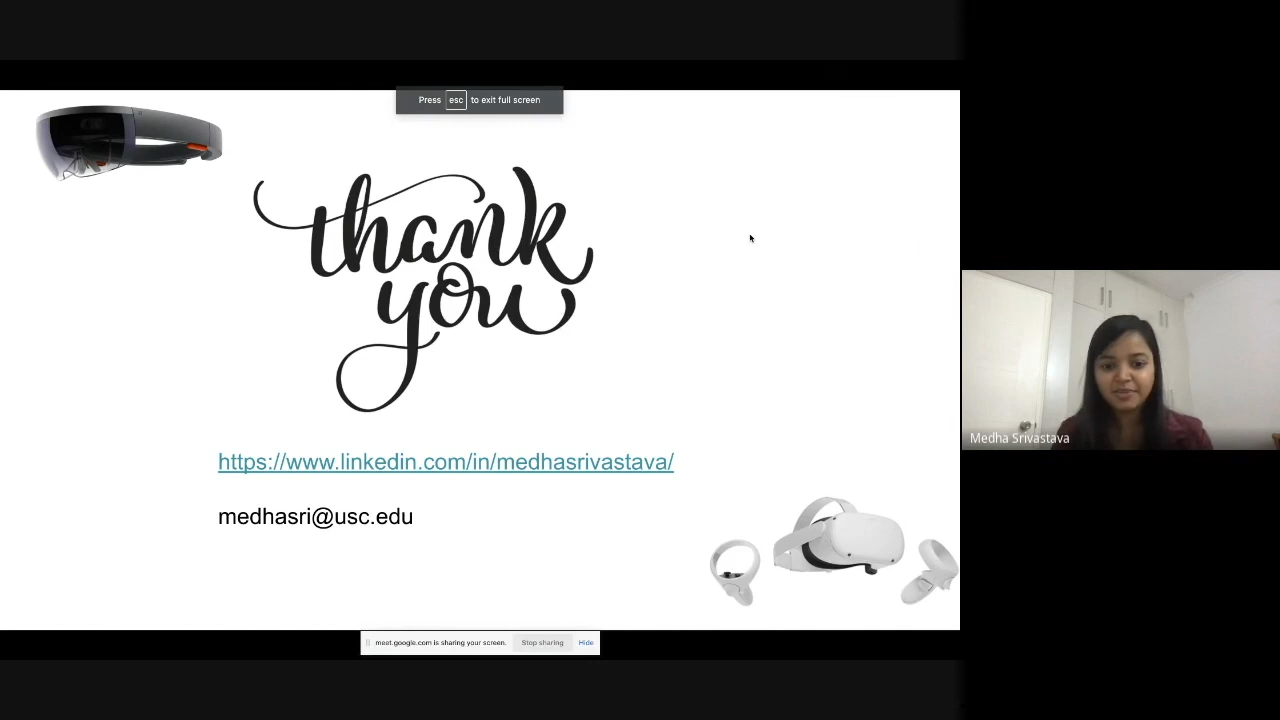 Press esc to exit full screen
thank
you
https://www.linkedin.com/in/medhasrivastava/
medhasri@usc.edu
Medha Srivastava
meet.google.com is sharing your screen. Stop sharing Hide